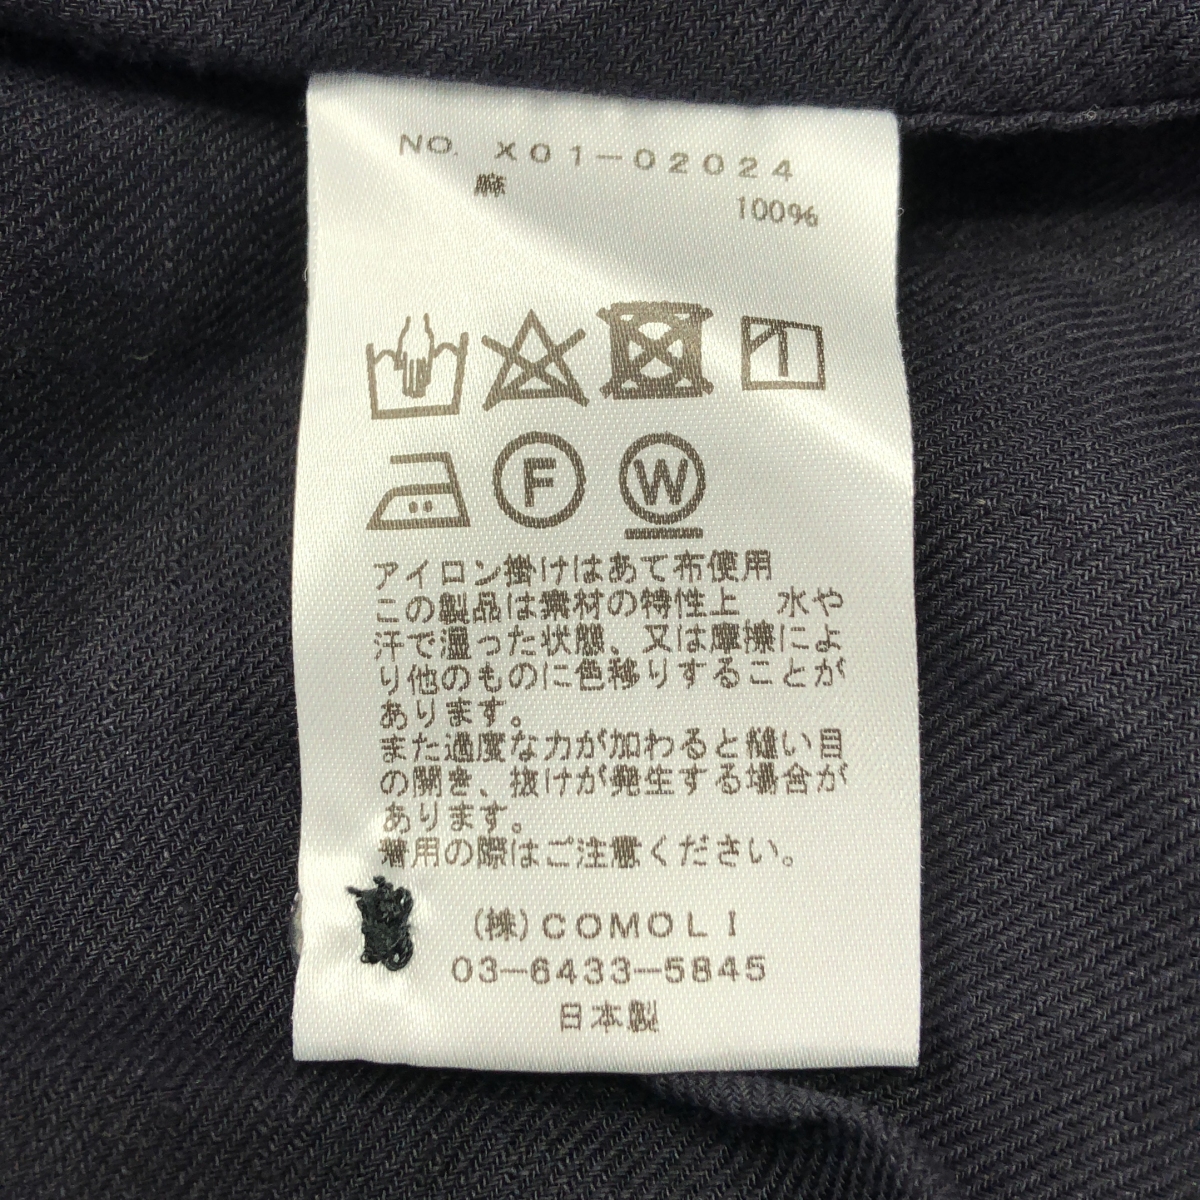 NO. X01-02024
麻 100%
F W
アイロン掛けはあて布使用
この製品は素材の特性上 水や
汗で湿った状態、又は摩擦によ
り他のものに色移りすることが
あります。
また過度な力が加わると縫い目
の開き、抜けが発生する場合が
あります。
着用の際はご注意ください。
(株)COMOLI
03-6433-5845
日本製